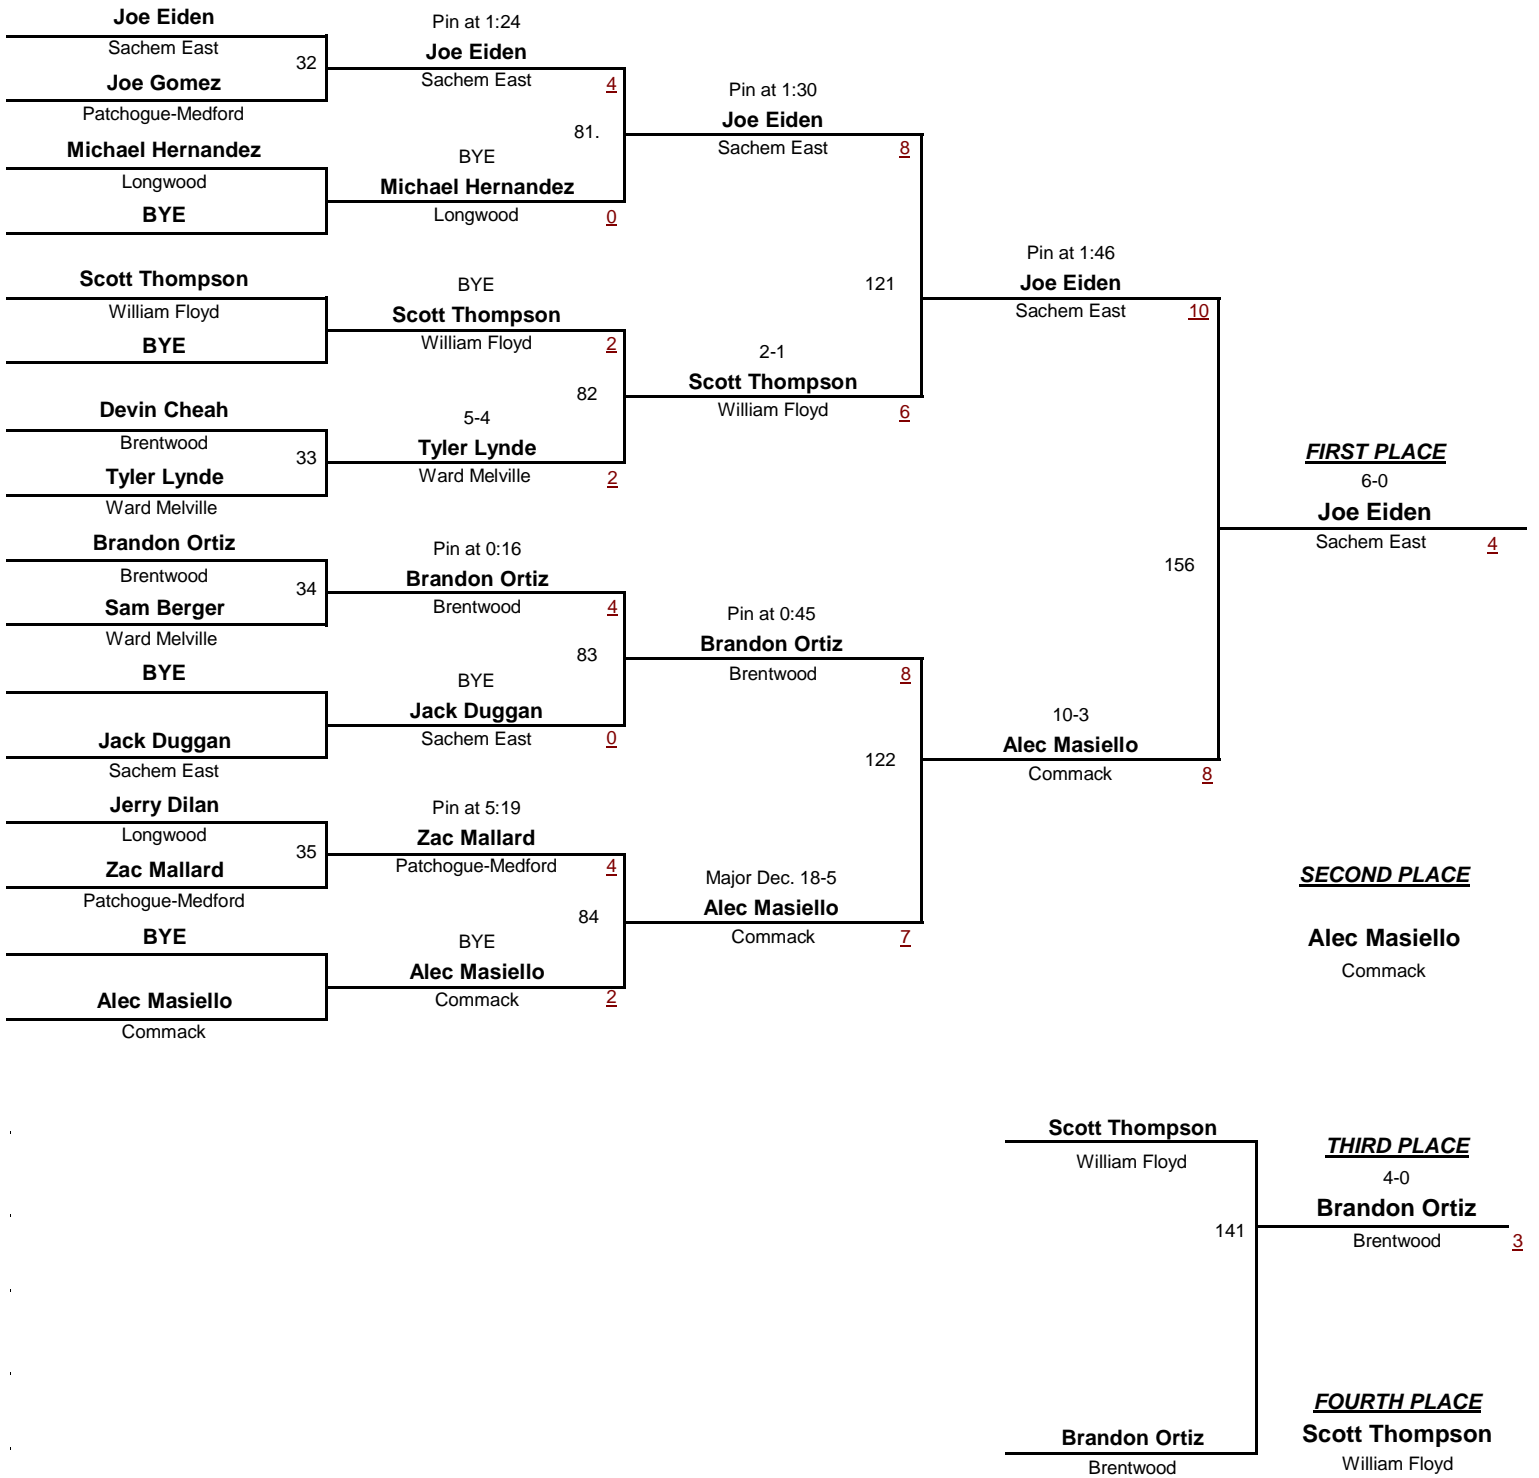 Joe Eiden
Sachem East
32
Joe Gomez
Patchogue-Medford
Michael Hernandez
Longwood
BYE
Scott Thompson
William Floyd
BYE
Devin Cheah
Brentwood
33
Tyler Lynde
Ward Melville
Brandon Ortiz
Brentwood
34
Sam Berger
Ward Melville
BYE
Jack Duggan
Sachem East
Jerry Dilan
Longwood
35
Zac Mallard
Patchogue-Medford
BYE
Alec Masiello
Commack
Pin at 1:24
Joe Eiden
Sachem East
4
81.
BYE
Michael Hernandez
Longwood
0
BYE
Scott Thompson
William Floyd
2
82
5-4
Tyler Lynde
Ward Melville
2
Pin at 0:16
Brandon Ortiz
Brentwood
4
83
BYE
Jack Duggan
Sachem East
0
Pin at 5:19
Zac Mallard
Patchogue-Medford
4
84
BYE
Alec Masiello
Commack
2
Pin at 1:30
Joe Eiden
Sachem East
8
121
2-1
Scott Thompson
William Floyd
6
Pin at 0:45
Brandon Ortiz
Brentwood
8
122
Major Dec. 18-5
Alec Masiello
Commack
7
Pin at 1:46
Joe Eiden
Sachem East
10
156
10-3
Alec Masiello
Commack
8
FIRST PLACE
6-0
Joe Eiden
Sachem East
4
SECOND PLACE
Alec Masiello
Commack
Scott Thompson
William Floyd
141
Brandon Ortiz
Brentwood
THIRD PLACE
4-0
Brandon Ortiz
Brentwood
3
FOURTH PLACE
Scott Thompson
William Floyd